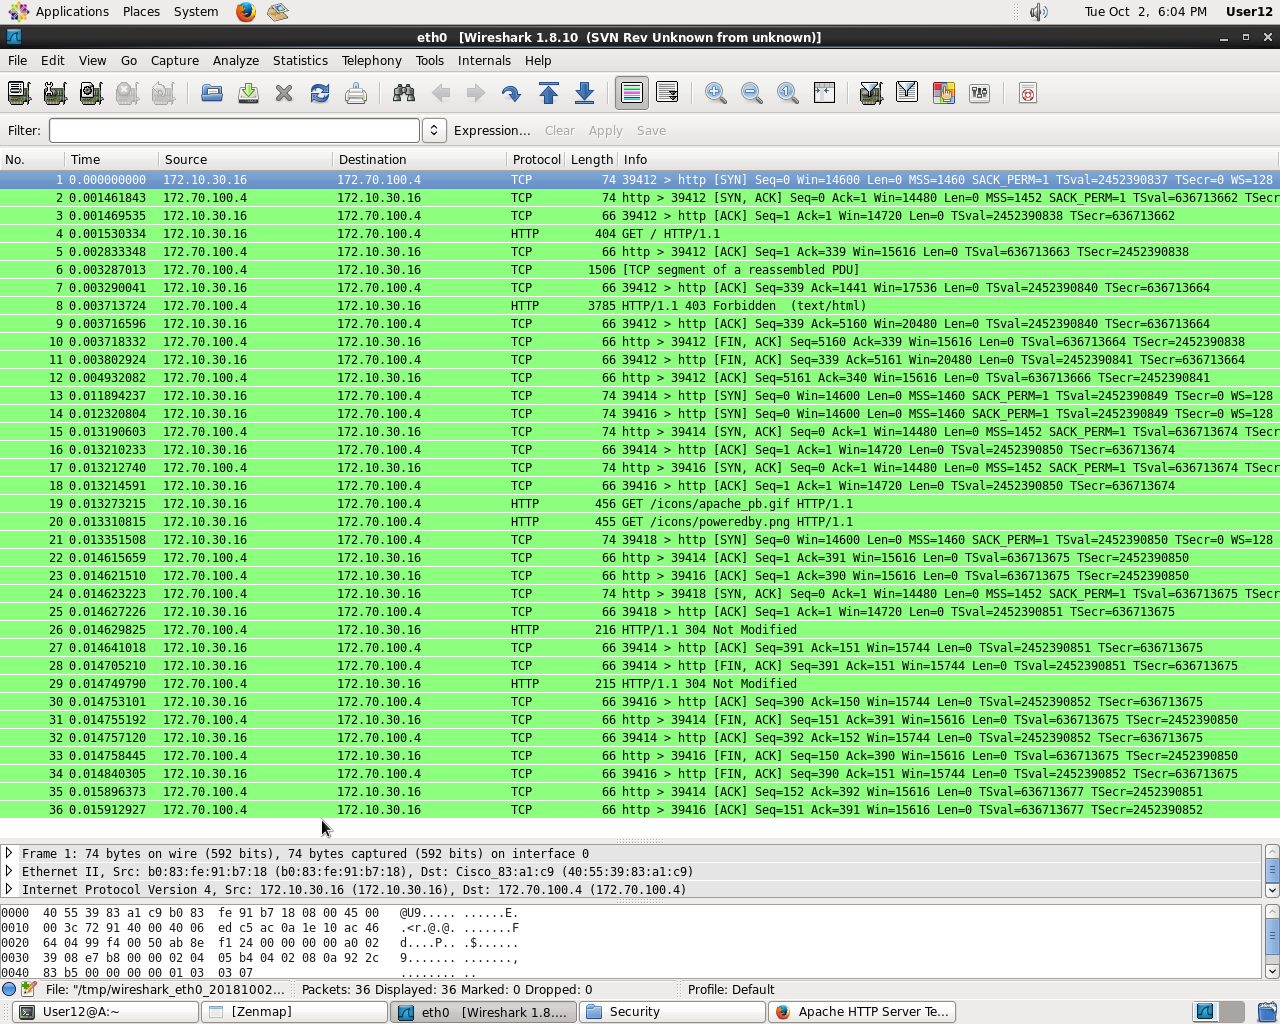 Applications Places System Tue Oct 2, 6:04 PM User12
eth0 [Wireshark 1.8.10 (SVN Rev Unknown from unknown)]
File Edit View Go Capture Analyze Statistics Telephony Tools Internals Help
Filter: Expression... Clear Apply Save
No. Time Source Destination Protocol Length Info
1 0.000000000 172.10.30.16 172.70.100.4 TCP 74 39412 > http [SYN] Seq=0 Win=14600 Len=0 MSS=1460 SACK_PERM=1 TSval=2452390837 TSecr=0 WS=128
2 0.001461843 172.70.100.4 172.10.30.16 TCP 74 http > 39412 [SYN, ACK] Seq=0 Ack=1 Win=14480 Len=0 MSS=1452 SACK_PERM=1 TSval=636713662 TSecr
3 0.001469535 172.10.30.16 172.70.100.4 TCP 66 39412 > http [ACK] Seq=1 Ack=1 Win=14720 Len=0 TSval=2452390838 TSecr=636713662
4 0.001530334 172.10.30.16 172.70.100.4 HTTP 404 GET / HTTP/1.1
5 0.002833348 172.70.100.4 172.10.30.16 TCP 66 http > 39412 [ACK] Seq=1 Ack=339 Win=15616 Len=0 TSval=636713663 TSecr=2452390838
6 0.003287013 172.70.100.4 172.10.30.16 TCP 1506 [TCP segment of a reassembled PDU]
7 0.003290041 172.10.30.16 172.70.100.4 TCP 66 39412 > http [ACK] Seq=339 Ack=1441 Win=17536 Len=0 TSval=2452390840 TSecr=636713664
8 0.003713724 172.70.100.4 172.10.30.16 HTTP 3785 HTTP/1.1 403 Forbidden (text/html)
9 0.003716596 172.10.30.16 172.70.100.4 TCP 66 39412 > http [ACK] Seq=339 Ack=5160 Win=20480 Len=0 TSval=2452390840 TSecr=636713664
10 0.003718332 172.70.100.4 172.10.30.16 TCP 66 http > 39412 [FIN, ACK] Seq=5160 Ack=339 Win=15616 Len=0 TSval=636713664 TSecr=2452390838
11 0.003802924 172.10.30.16 172.70.100.4 TCP 66 39412 > http [FIN, ACK] Seq=339 Ack=5161 Win=20480 Len=0 TSval=2452390841 TSecr=636713664
12 0.004932082 172.70.100.4 172.10.30.16 TCP 66 http > 39412 [ACK] Seq=5161 Ack=340 Win=15616 Len=0 TSval=636713666 TSecr=2452390841
13 0.011894237 172.10.30.16 172.70.100.4 TCP 74 39414 > http [SYN] Seq=0 Win=14600 Len=0 MSS=1460 SACK_PERM=1 TSval=2452390849 TSecr=0 WS=128
14 0.012320804 172.10.30.16 172.70.100.4 TCP 74 39416 > http [SYN] Seq=0 Win=14600 Len=0 MSS=1460 SACK_PERM=1 TSval=2452390849 TSecr=0 WS=128
15 0.013190603 172.70.100.4 172.10.30.16 TCP 74 http > 39414 [SYN, ACK] Seq=0 Ack=1 Win=14480 Len=0 MSS=1452 SACK_PERM=1 TSval=636713674 TSecr
16 0.013210233 172.10.30.16 172.70.100.4 TCP 66 39414 > http [ACK] Seq=1 Ack=1 Win=14720 Len=0 TSval=2452390850 TSecr=636713674
17 0.013212740 172.70.100.4 172.10.30.16 TCP 74 http > 39416 [SYN, ACK] Seq=0 Ack=1 Win=14480 Len=0 MSS=1452 SACK_PERM=1 TSval=636713674 TSecr
18 0.013214591 172.10.30.16 172.70.100.4 TCP 66 39416 > http [ACK] Seq=1 Ack=1 Win=14720 Len=0 TSval=2452390850 TSecr=636713674
19 0.013273215 172.10.30.16 172.70.100.4 HTTP 456 GET /icons/apache_pb.gif HTTP/1.1
20 0.013310815 172.10.30.16 172.70.100.4 HTTP 455 GET /icons/poweredby.png HTTP/1.1
21 0.013351508 172.10.30.16 172.70.100.4 TCP 74 39418 > http [SYN] Seq=0 Win=14600 Len=0 MSS=1460 SACK_PERM=1 TSval=2452390850 TSecr=0 WS=128
22 0.014615659 172.70.100.4 172.10.30.16 TCP 66 http > 39414 [ACK] Seq=1 Ack=391 Win=15616 Len=0 TSval=636713675 TSecr=2452390850
23 0.014621510 172.70.100.4 172.10.30.16 TCP 66 http > 39416 [ACK] Seq=1 Ack=390 Win=15616 Len=0 TSval=636713675 TSecr=2452390850
24 0.014623223 172.70.100.4 172.10.30.16 TCP 74 http > 39418 [SYN, ACK] Seq=0 Ack=1 Win=14480 Len=0 MSS=1452 SACK_PERM=1 TSval=636713675 TSecr
25 0.014627226 172.10.30.16 172.70.100.4 TCP 66 39418 > http [ACK] Seq=1 Ack=1 Win=14720 Len=0 TSval=2452390851 TSecr=636713675
26 0.014629825 172.70.100.4 172.10.30.16 HTTP 216 HTTP/1.1 304 Not Modified
27 0.014641018 172.10.30.16 172.70.100.4 TCP 66 39414 > http [ACK] Seq=391 Ack=151 Win=15744 Len=0 TSval=2452390851 TSecr=636713675
28 0.014705210 172.10.30.16 172.70.100.4 TCP 66 39414 > http [FIN, ACK] Seq=391 Ack=151 Win=15744 Len=0 TSval=2452390851 TSecr=636713675
29 0.014749790 172.70.100.4 172.10.30.16 HTTP 215 HTTP/1.1 304 Not Modified
30 0.014753101 172.10.30.16 172.70.100.4 TCP 66 39416 > http [ACK] Seq=390 Ack=150 Win=15744 Len=0 TSval=2452390852 TSecr=636713675
31 0.014755192 172.70.100.4 172.10.30.16 TCP 66 http > 39414 [FIN, ACK] Seq=151 Ack=391 Win=15616 Len=0 TSval=636713675 TSecr=2452390850
32 0.014757120 172.10.30.16 172.70.100.4 TCP 66 39414 > http [ACK] Seq=392 Ack=152 Win=15744 Len=0 TSval=2452390852 TSecr=636713675
33 0.014758445 172.70.100.4 172.10.30.16 TCP 66 http > 39416 [FIN, ACK] Seq=150 Ack=390 Win=15616 Len=0 TSval=636713675 TSecr=2452390850
34 0.014840305 172.10.30.16 172.70.100.4 TCP 66 39416 > http [FIN, ACK] Seq=390 Ack=151 Win=15744 Len=0 TSval=2452390852 TSecr=636713675
35 0.015896373 172.70.100.4 172.10.30.16 TCP 66 http > 39414 [ACK] Seq=152 Ack=392 Win=15616 Len=0 TSval=636713677 TSecr=2452390851
36 0.015912927 172.70.100.4 172.10.30.16 TCP 66 http > 39416 [ACK] Seq=151 Ack=391 Win=15616 Len=0 TSval=636713677 TSecr=2452390852
Frame 1: 74 bytes on wire (592 bits), 74 bytes captured (592 bits) on interface 0
Ethernet II, Src: b0:83:fe:91:b7:18 (b0:83:fe:91:b7:18), Dst: Cisco_83:a1:c9 (40:55:39:83:a1:c9)
Internet Protocol Version 4, Src: 172.10.30.16 (172.10.30.16), Dst: 172.70.100.4 (172.70.100.4)
0000 40 55 39 83 a1 c9 b0 83 fe 91 b7 18 08 00 45 00 @U9..... ......E.
0010 00 3c 72 91 40 00 40 06 ed c5 ac 0a 1e 10 ac 46 .<r.@.@. .......F
0020 64 04 99 f4 00 50 ab 8e f1 24 00 00 00 00 a0 02 d....P.. .$......
0030 39 08 e7 b8 00 00 02 04 05 b4 04 02 08 0a 92 2c 9....... .......,
0040 83 b5 00 00 00 00 01 03 03 07 ........ ..
File: "/tmp/wireshark_eth0_20181002... Packets: 36 Displayed: 36 Marked: 0 Dropped: 0 Profile: Default
User12@A:~ [Zenmap] eth0 [Wireshark 1.8.... Security Apache HTTP Server Te...